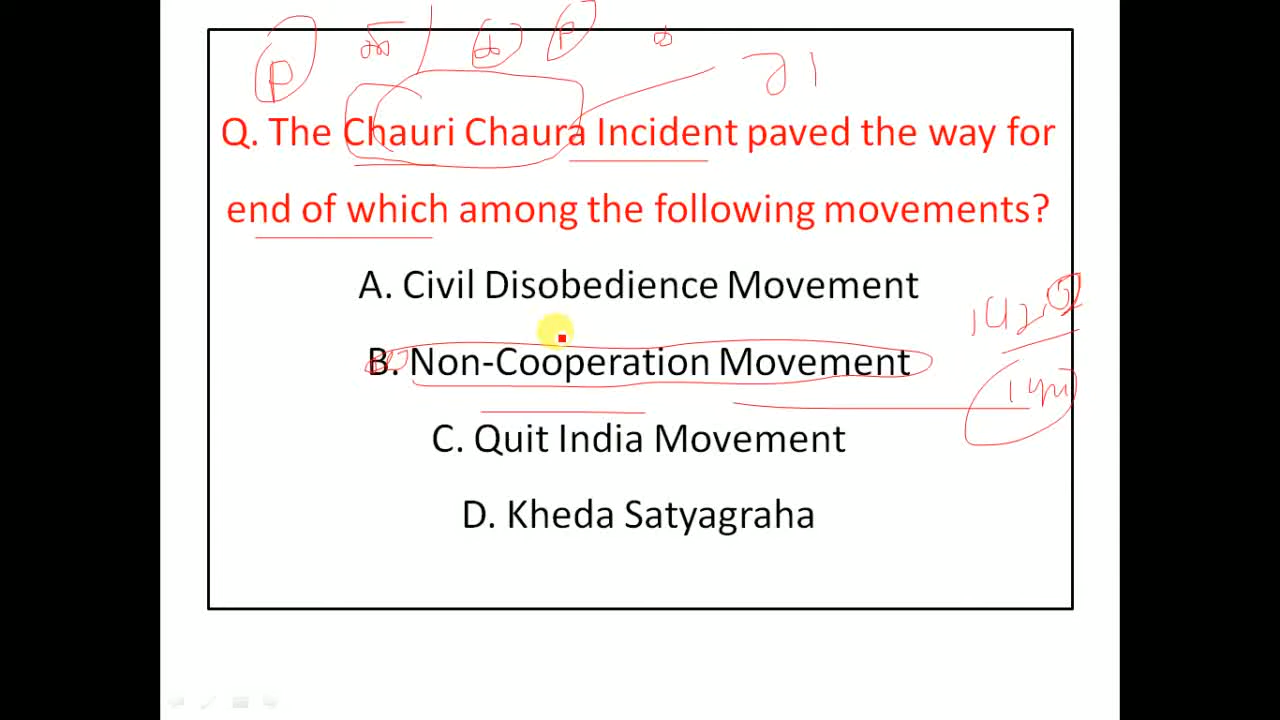 Q. The Chauri Chaura Incident paved the way for
end of which among the following movements?
A. Civil Disobedience Movement
B. Non-Cooperation Movement
C. Quit India Movement
D. Kheda Satyagraha